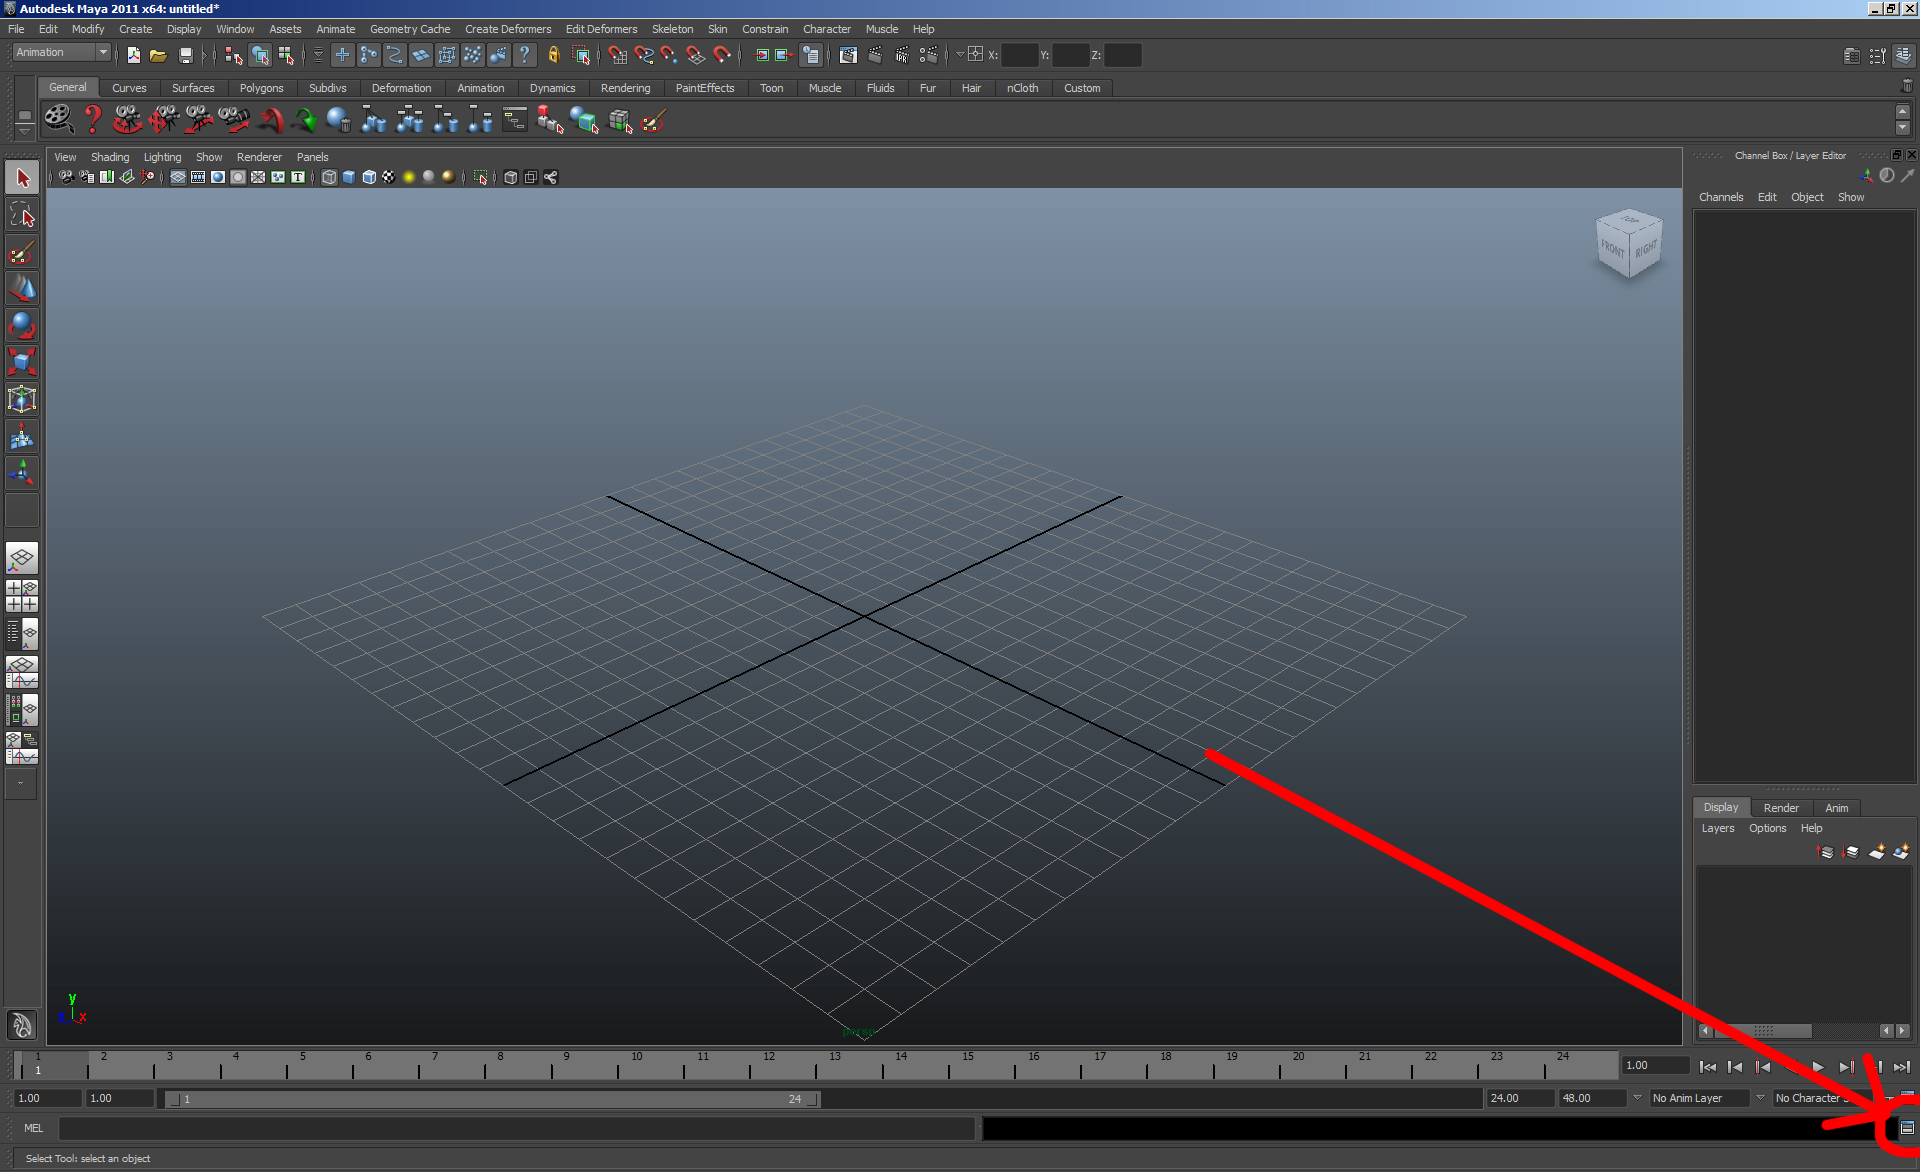 Autodesk Maya 2011 x64: untitled*
File Edit Modify Create Display Window Assets Animate Geometry Cache Create Deformers Edit Deformers Skeleton Skin Constrain Character Muscle Help
Animation X: Y: Z:
General Curves Surfaces Polygons Subdivs Deformation Animation Dynamics Rendering PaintEffects Toon Muscle Fluids Fur Hair nCloth Custom
View Shading Lighting Show Renderer Panels
Channel Box / Layer Editor
Channels Edit Object Show
TOP
FRONT RIGHT
Display Render Anim
Layers Options Help
y
z x
persp
1 2 3 4 5 6 7 8 9 10 11 12 13 14 15 16 17 18 19 20 21 22 23 24
1 1.00
1.00 1.00 1 24 24.00 48.00 No Anim Layer No Character
MEL
Select Tool: select an object